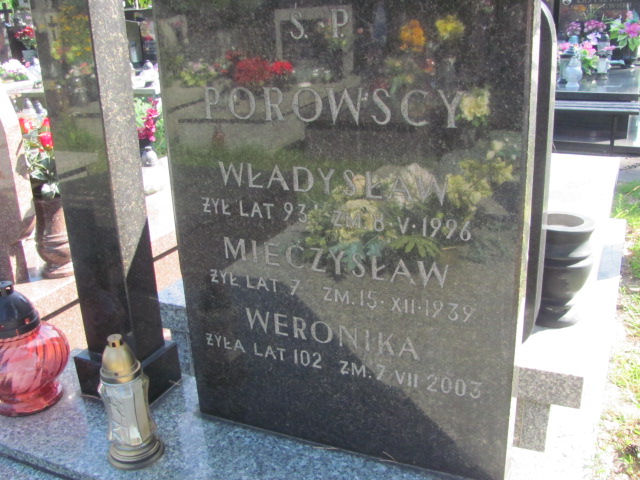 Ś. P.
POROWSCY
WŁADYSŁAW
ŻYŁ LAT 93 ZM. 8·V·1996
MIECZYSŁAW
ŻYŁ LAT 7 ZM. 15·XII·1939
WERONIKA
ŻYŁA LAT 102 ZM. 7 VII 2003